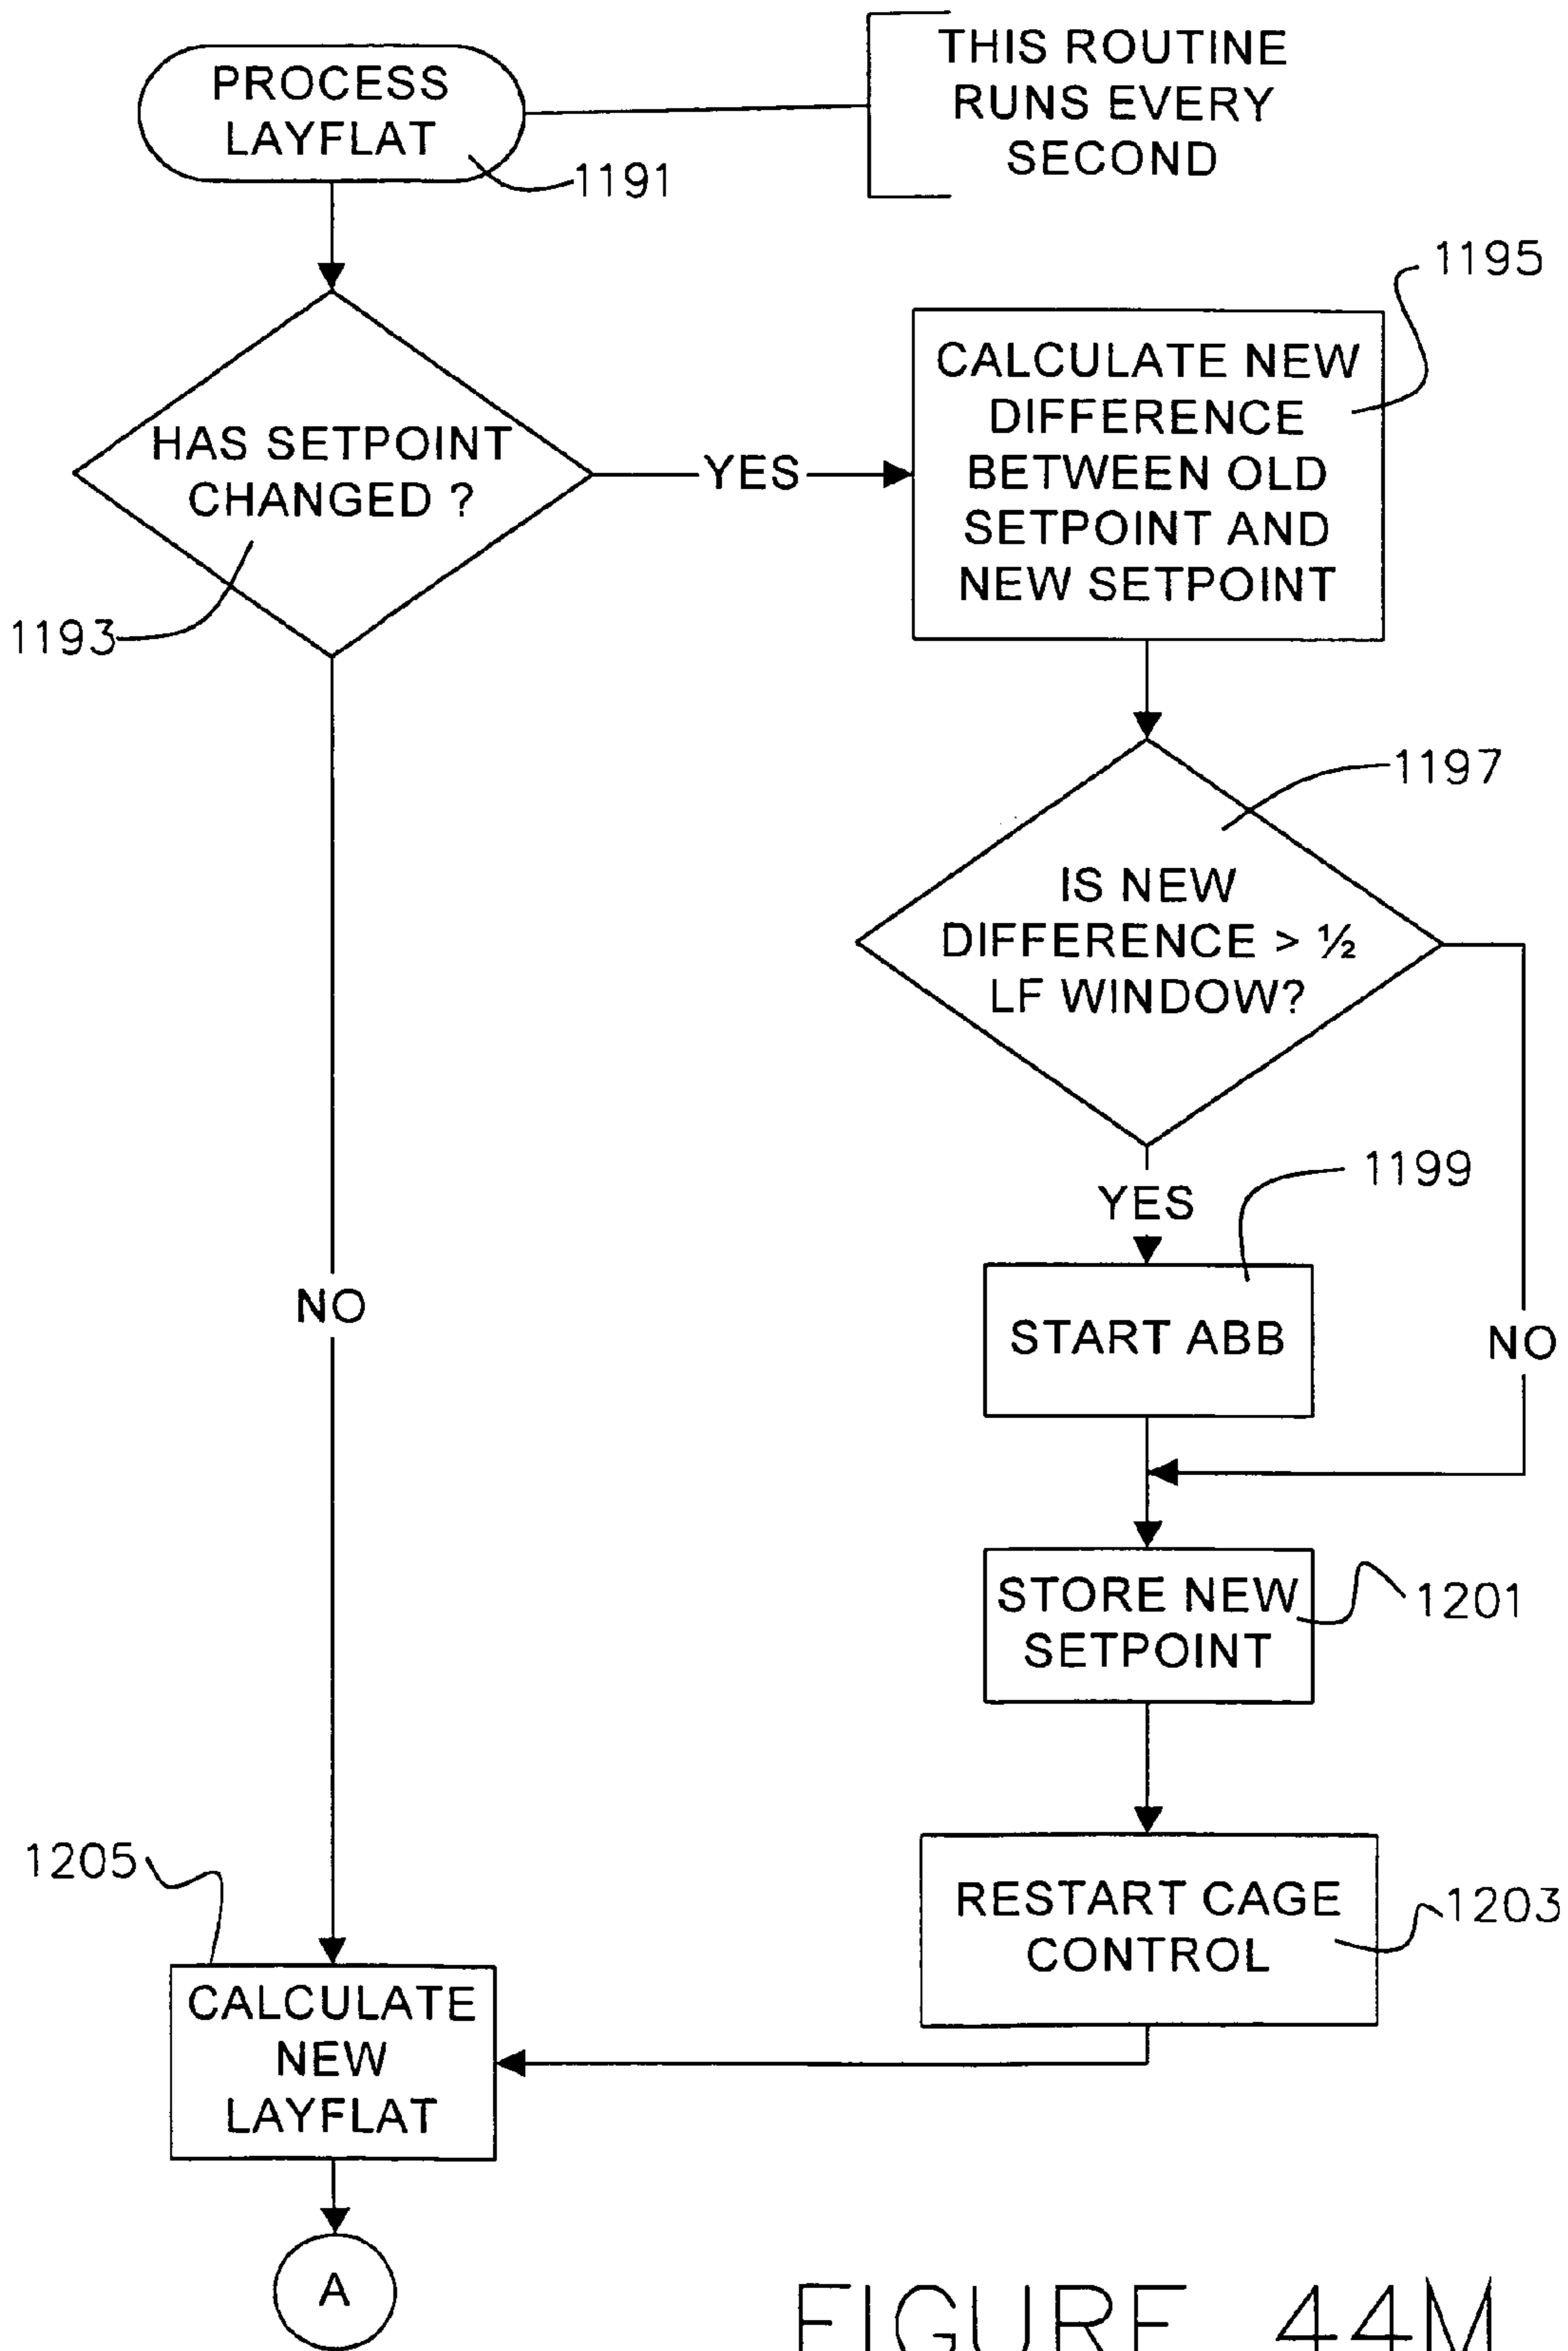 PROCESS
LAYFLAT
1191
THIS ROUTINE
RUNS EVERY
SECOND
HAS SETPOINT
CHANGED ?
1193
YES
1195
CALCULATE NEW
DIFFERENCE
BETWEEN OLD
SETPOINT AND
NEW SETPOINT
1197
IS NEW
DIFFERENCE > ½
LF WINDOW?
YES
NO
1199
START ABB
NO
STORE NEW
SETPOINT
1201
RESTART CAGE
CONTROL
1203
1205
CALCULATE
NEW
LAYFLAT
A
FIGURE 44M